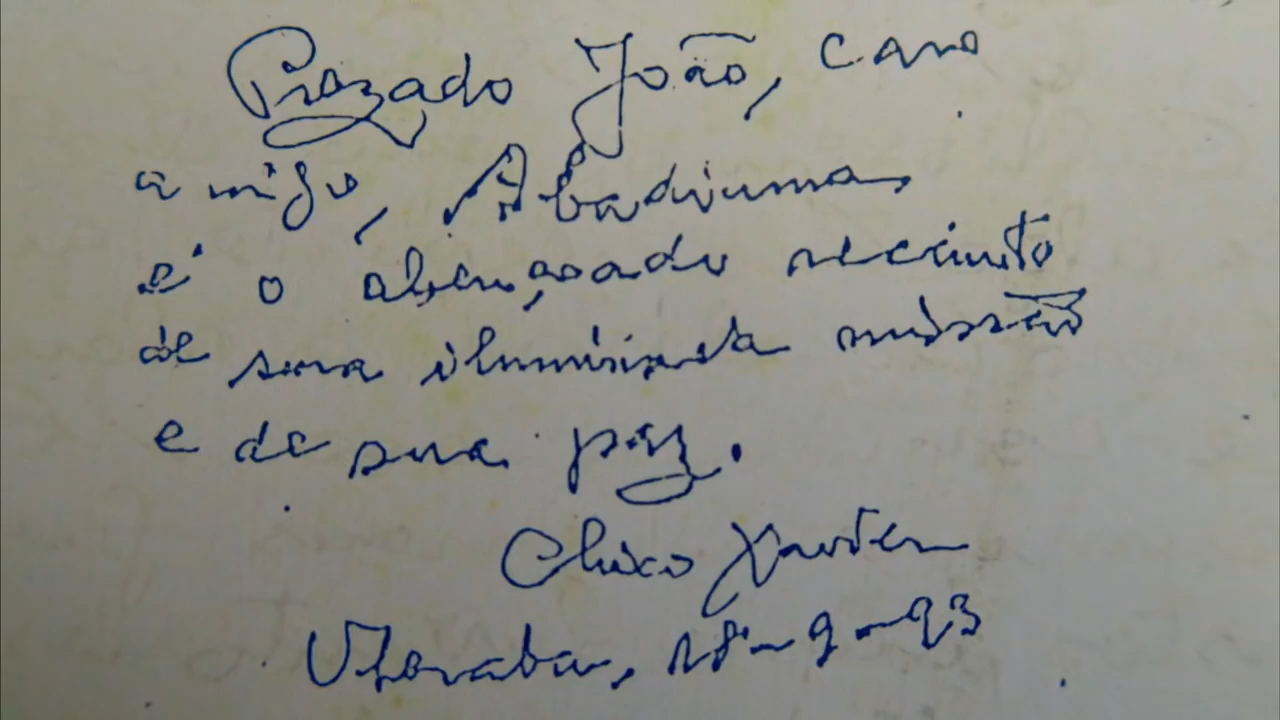 Prezado João, caro
amigo, Abadiuma
é o abençoado recinto
de sua iluminada missão
e de sua paz.
Chico Xavier
Uberaba, 18-9-93